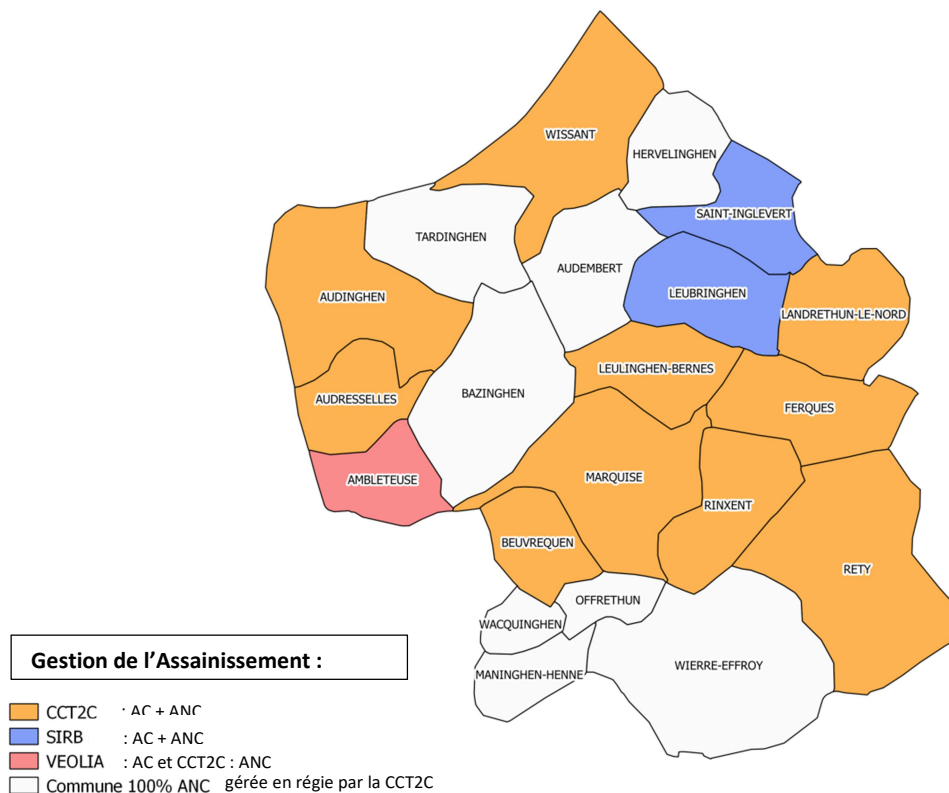 WISSANT
HERVELINGHEN
SAINT-INGLEVERT
TARDINGHEN
AUDEMBERT
LEUBRINGHEN
AUDINGHEN
LANDRETHUN-LE-NORD
LEULINGHEN-BERNES
BAZINGHEN
AUDRESSELLES
FERQUES
AMBLETEUSE
MARQUISE
RINXENT
BEUVREQUEN
RETY
OFFRETHUN
WACQUINGHEN
WIERRE-EFFROY
MANINGHEN-HENNE
Gestion de l'Assainissement :
CCT2C : AC + ANC
SIRB : AC + ANC
VEOLIA : AC et CCT2C : ANC
Commune 100% ANC gérée en régie par la CCT2C